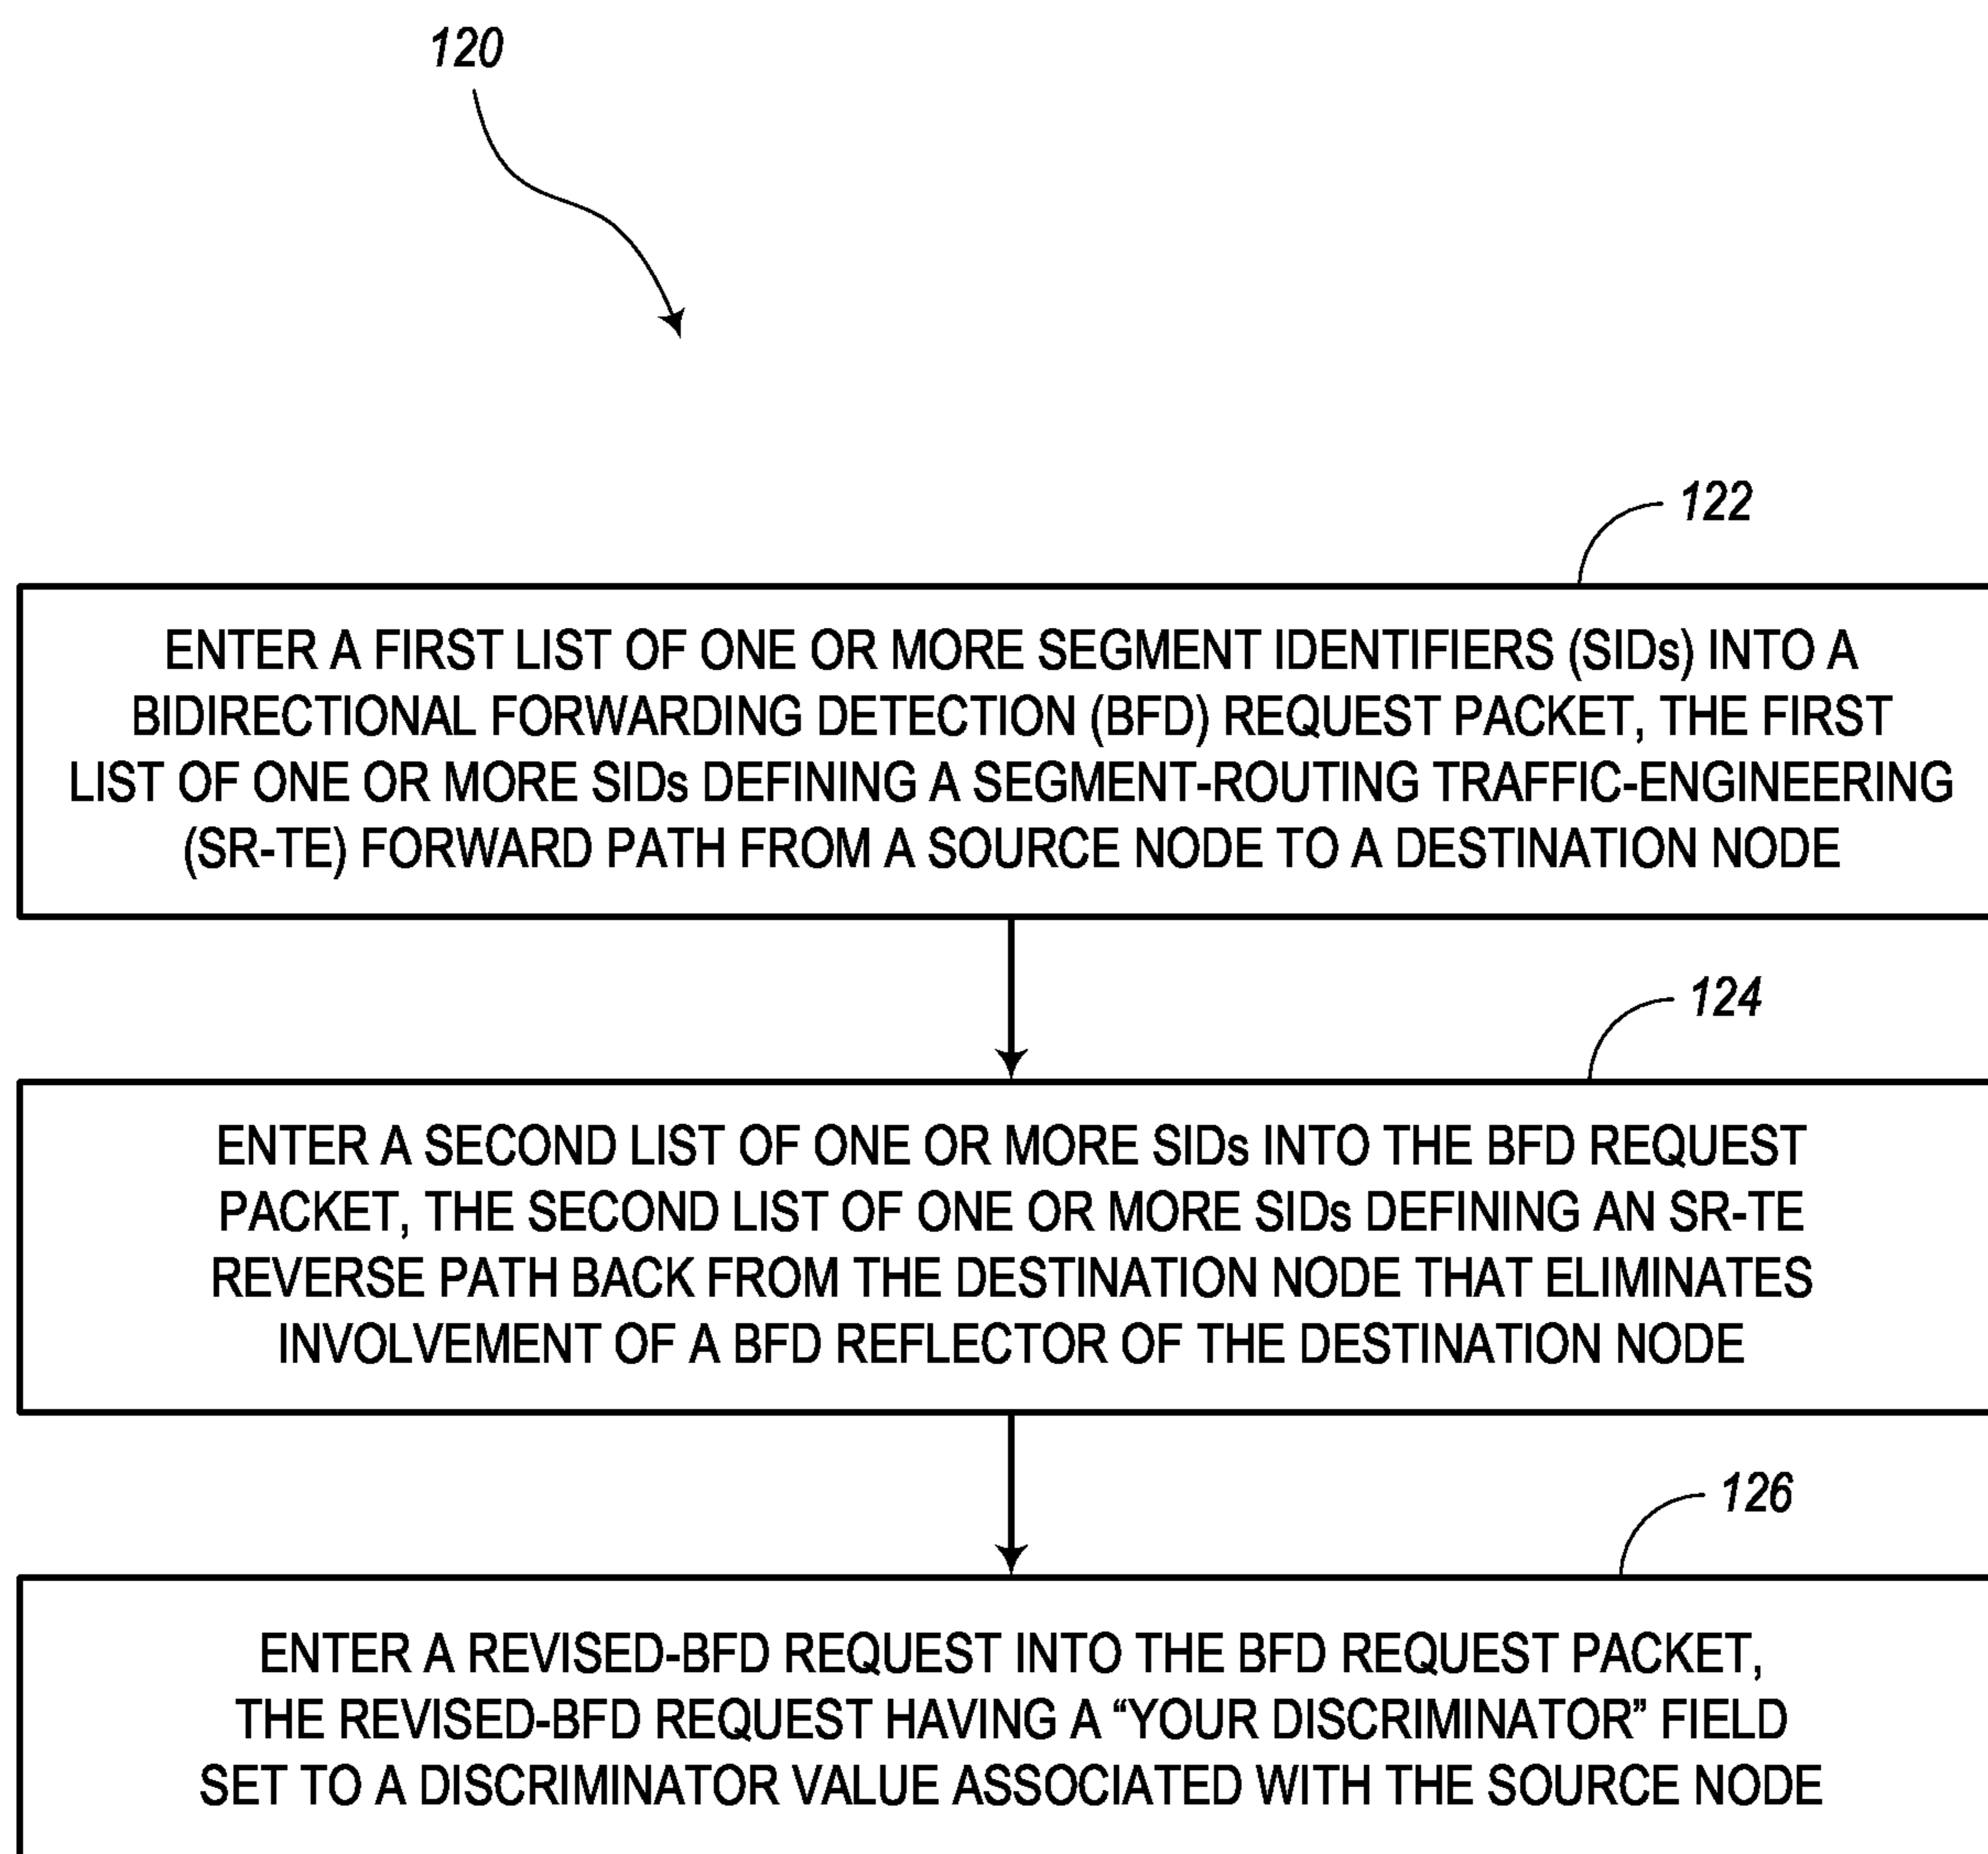 120
122
ENTER A FIRST LIST OF ONE OR MORE SEGMENT IDENTIFIERS (SIDs) INTO A
BIDIRECTIONAL FORWARDING DETECTION (BFD) REQUEST PACKET, THE FIRST
LIST OF ONE OR MORE SIDs DEFINING A SEGMENT-ROUTING TRAFFIC-ENGINEERING
(SR-TE) FORWARD PATH FROM A SOURCE NODE TO A DESTINATION NODE
124
ENTER A SECOND LIST OF ONE OR MORE SIDs INTO THE BFD REQUEST
PACKET, THE SECOND LIST OF ONE OR MORE SIDs DEFINING AN SR-TE
REVERSE PATH BACK FROM THE DESTINATION NODE THAT ELIMINATES
INVOLVEMENT OF A BFD REFLECTOR OF THE DESTINATION NODE
126
ENTER A REVISED-BFD REQUEST INTO THE BFD REQUEST PACKET,
THE REVISED-BFD REQUEST HAVING A “YOUR DISCRIMINATOR” FIELD
SET TO A DISCRIMINATOR VALUE ASSOCIATED WITH THE SOURCE NODE